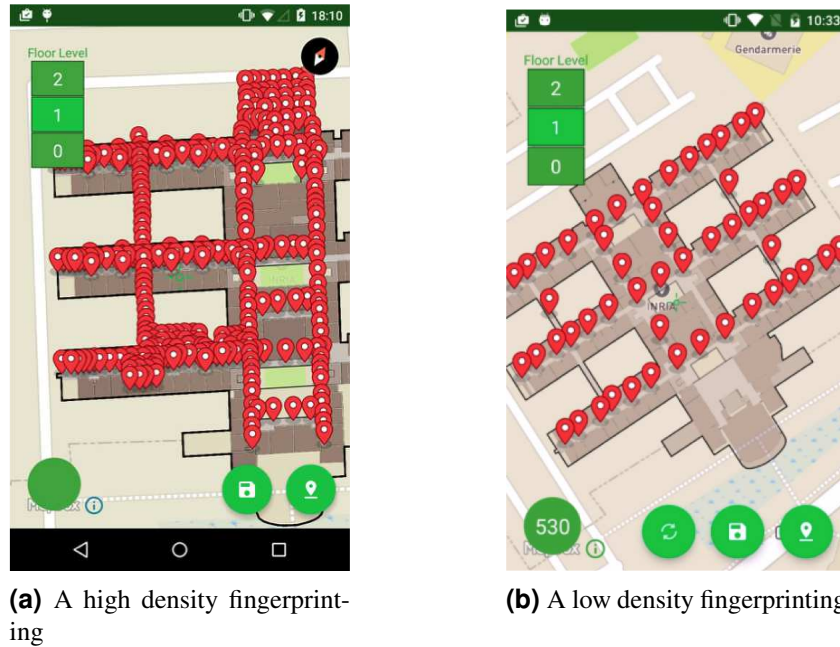 18:10
Floor Level
2
1
0
(a) A high density fingerprint-
ing
10:33
Gendarmerie
Floor Level
2
1
0
INRIA
530
(b) A low density fingerprinting